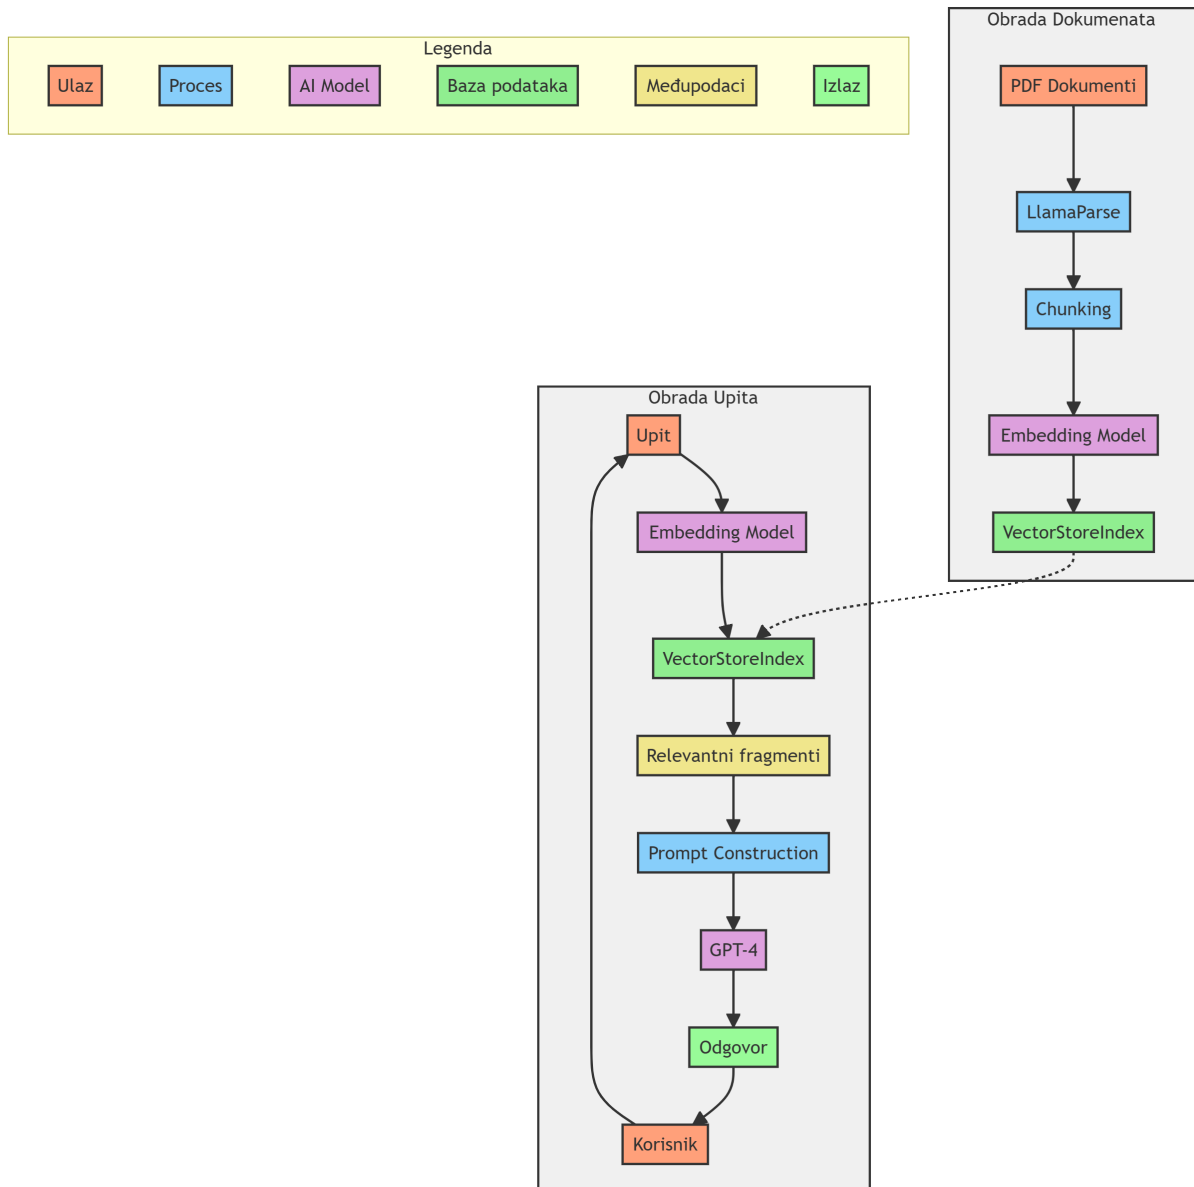 Legenda
Ulaz
Proces
AI Model
Baza podataka
Međupodaci
Izlaz
Obrada Dokumenata
PDF Dokumenti
LlamaParse
Chunking
Embedding Model
VectorStoreIndex
Obrada Upita
Upit
Embedding Model
VectorStoreIndex
Relevantni fragmenti
Prompt Construction
GPT-4
Odgovor
Korisnik